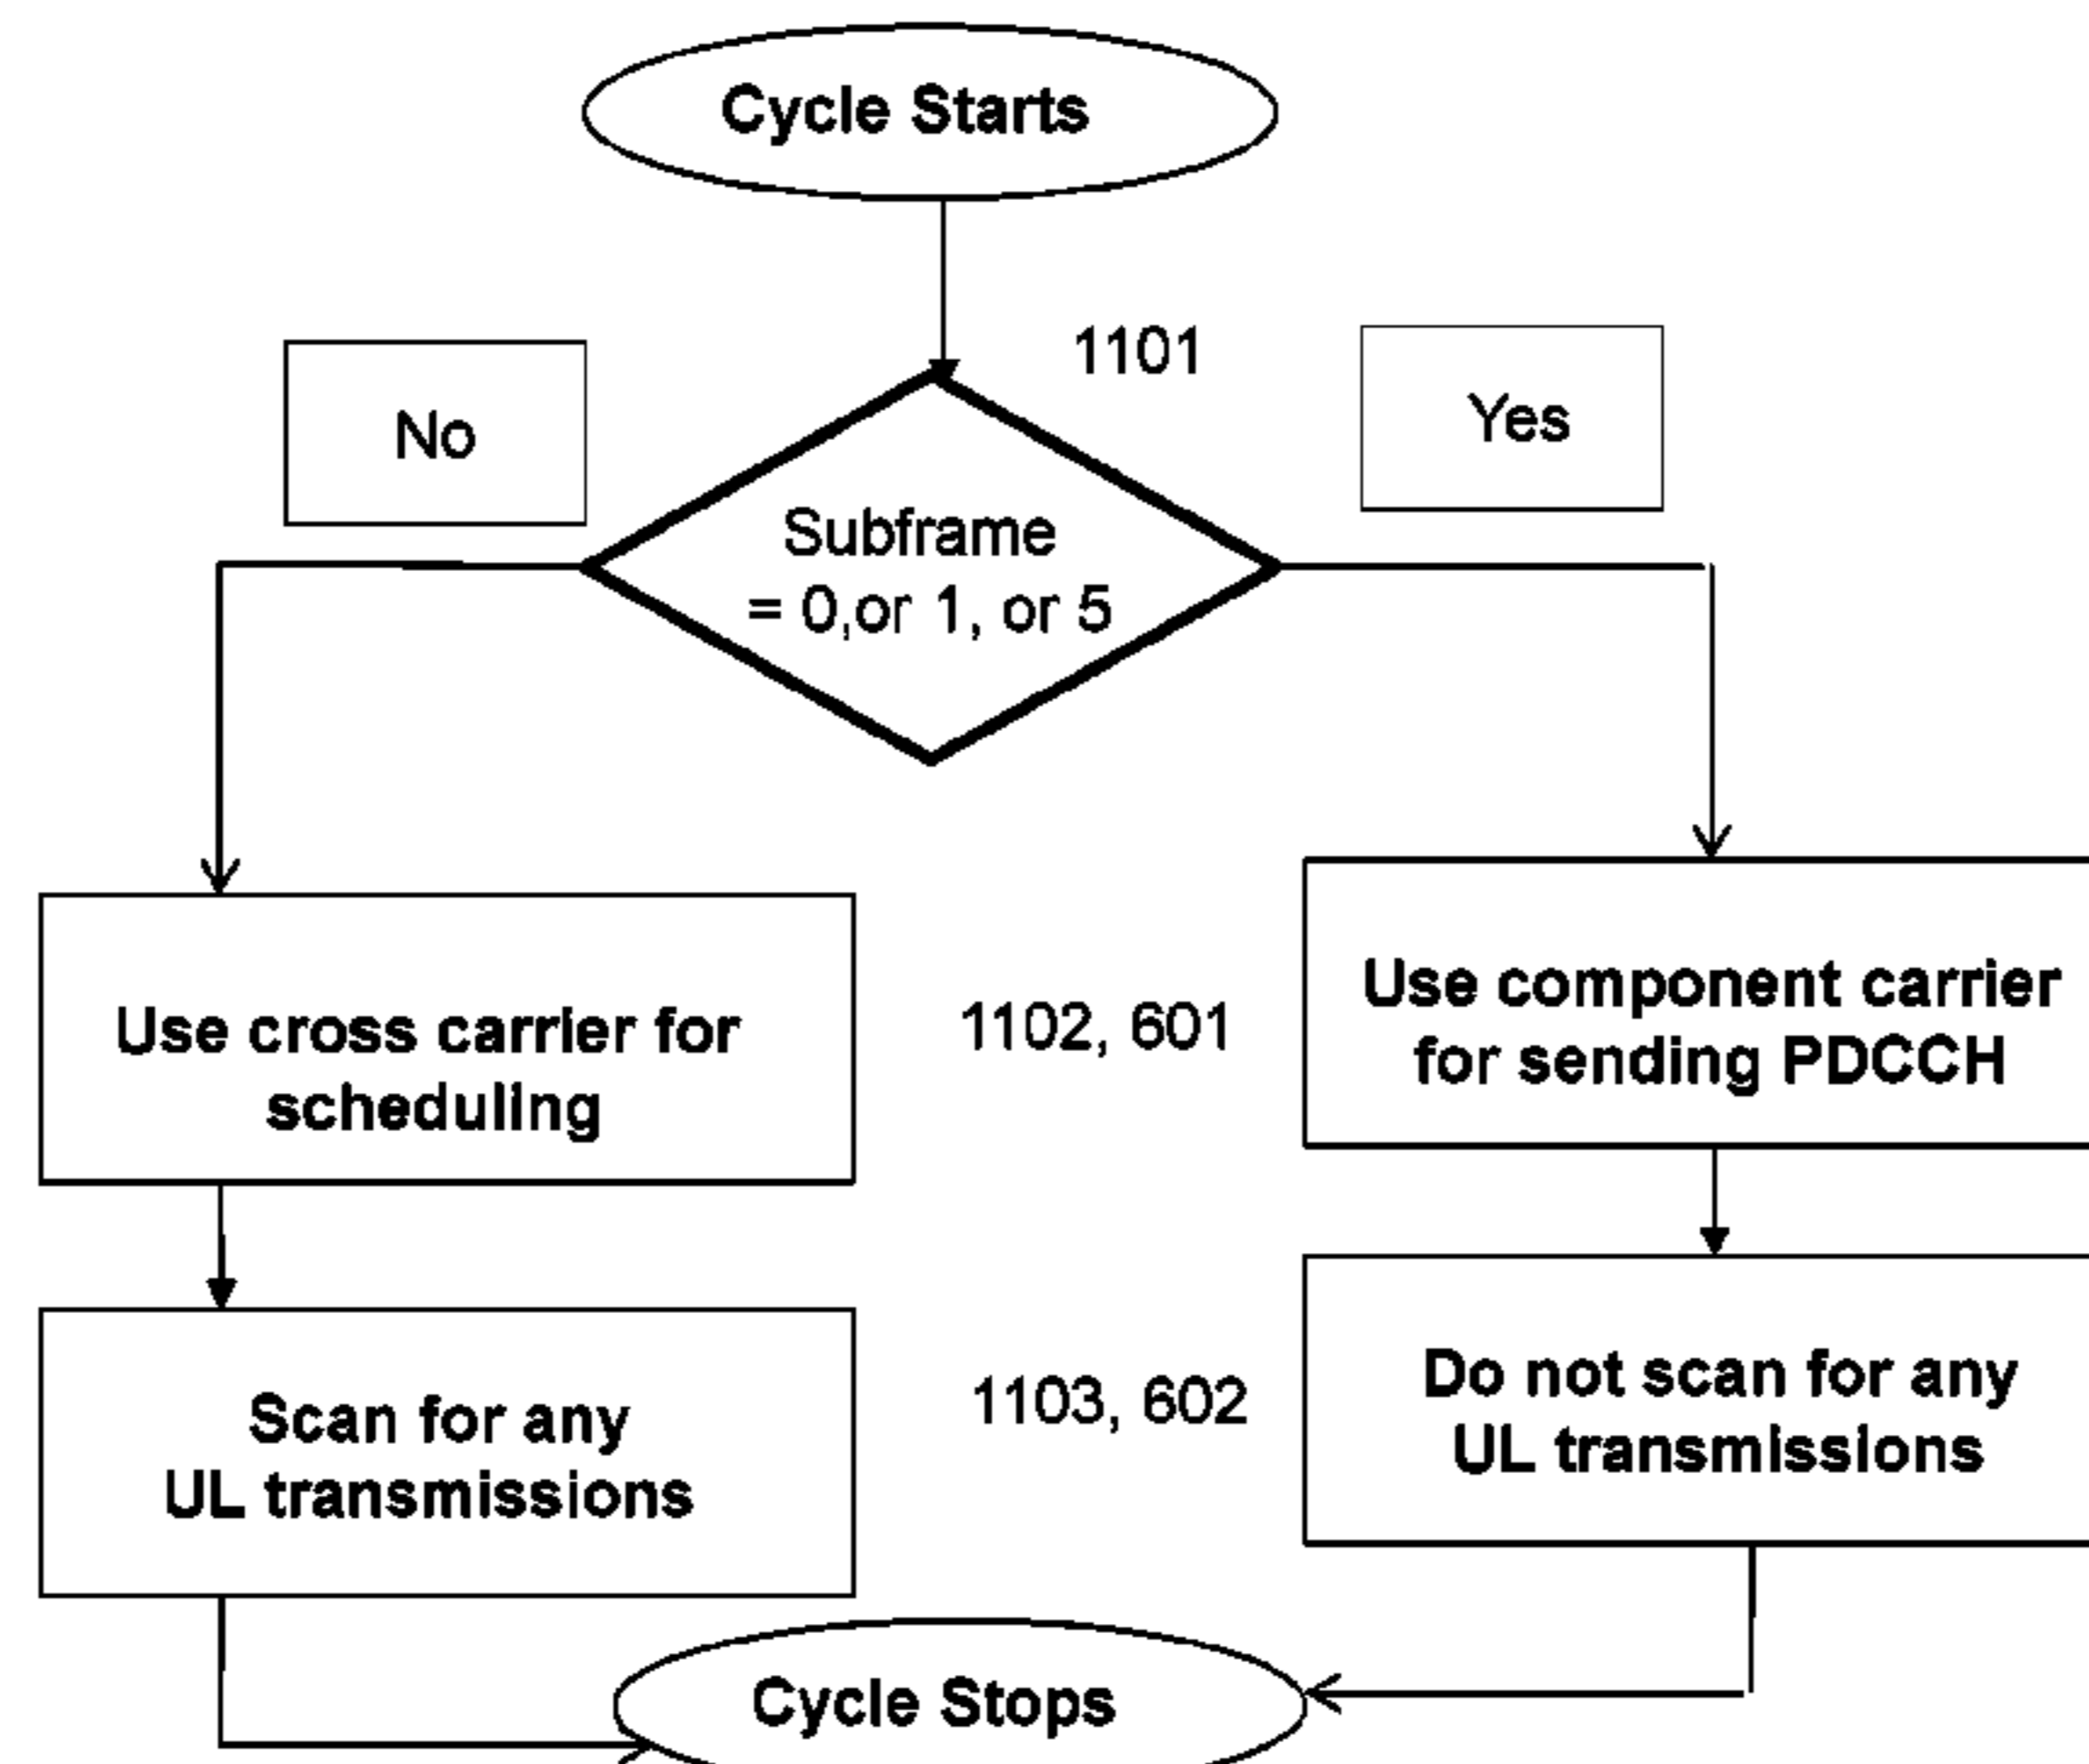 Cycle Starts
1101
No
Yes
Subframe
= 0,or 1, or 5
Use cross carrier for
scheduling
1102, 601
Use component carrier
for sending PDCCH
Scan for any
UL transmissions
1103, 602
Do not scan for any
UL transmissions
Cycle Stops